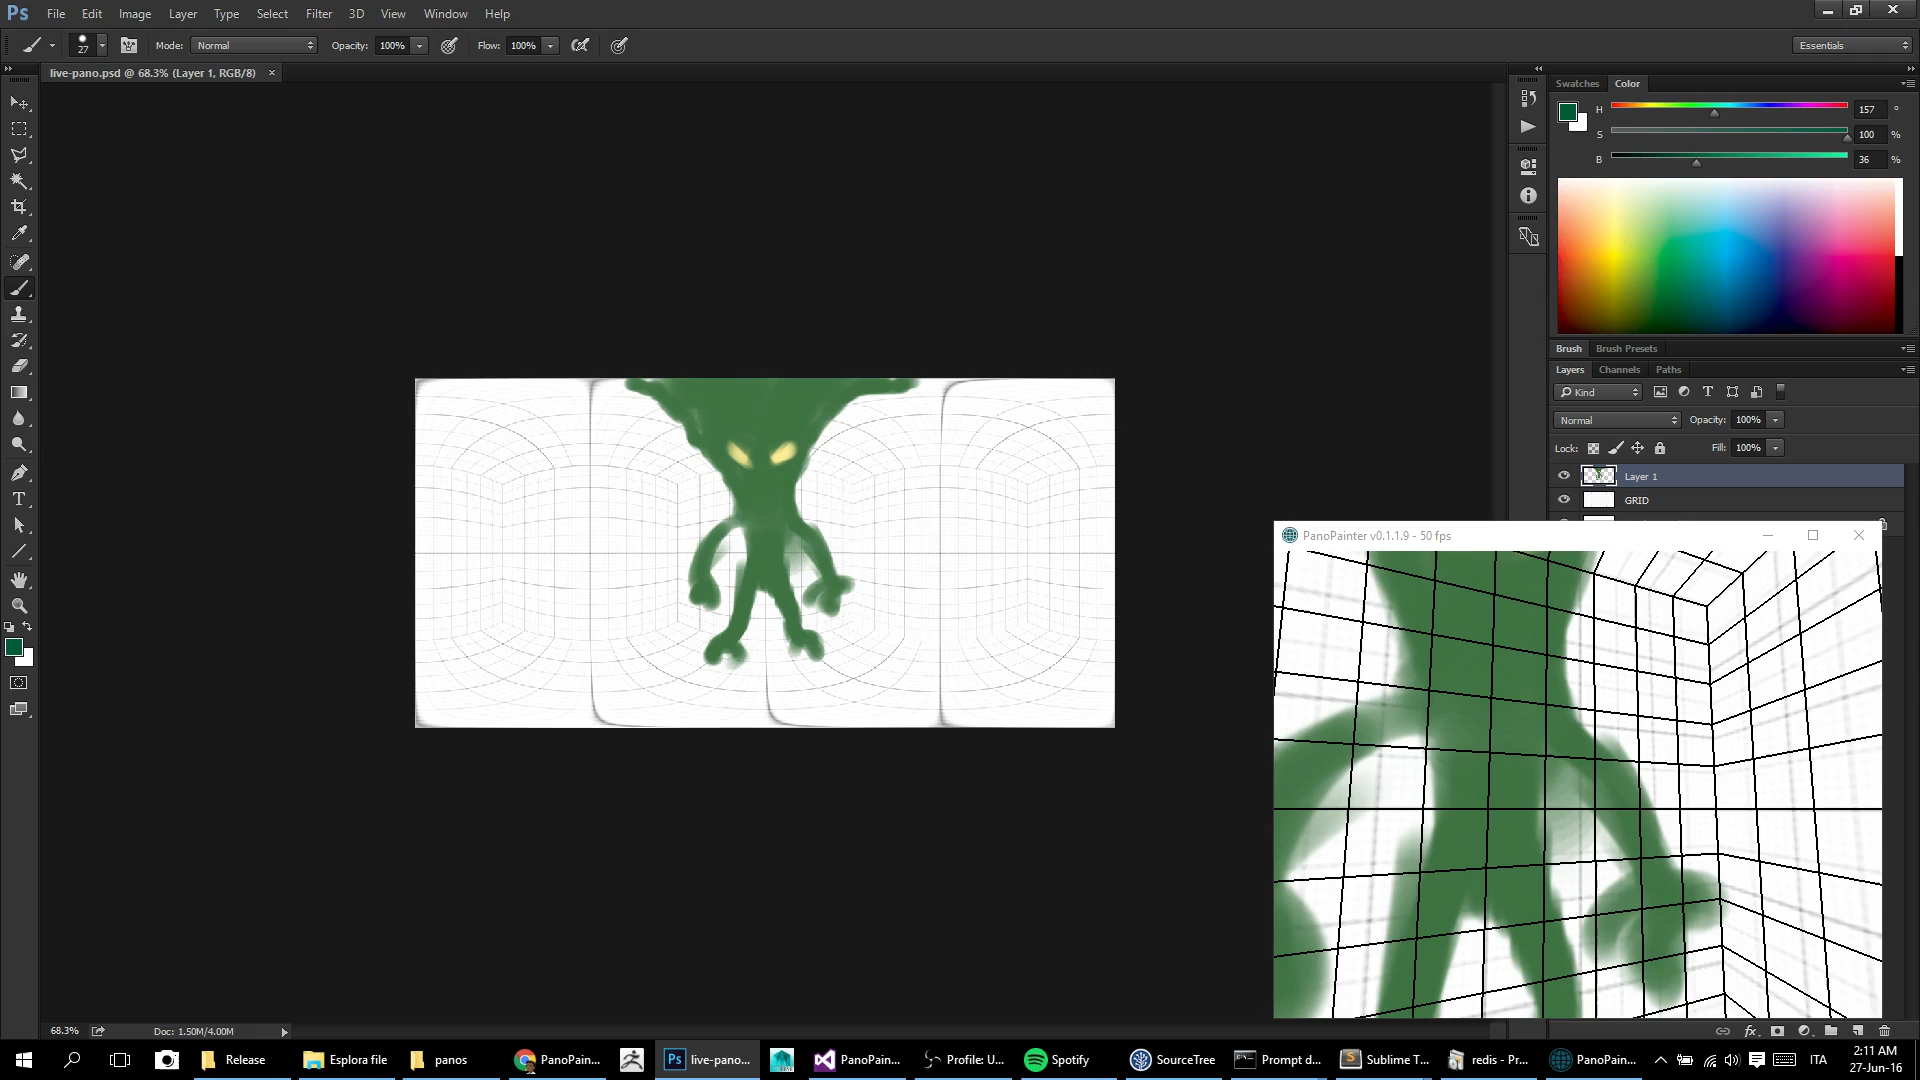 Ps File Edit Image Layer Type Select Filter 3D View Window Help
27 Mode: Normal Opacity: 100% Flow: 100% Essentials
live-pano.psd @ 68.3% (Layer 1, RGB/8) ×
Swatches Color
H 157 °
S 100 %
B 36 %
Brush Brush Presets
Layers Channels Paths
Kind
Normal Opacity: 100%
Lock: Fill: 100%
Layer 1
GRID
PanoPainter v0.1.1.9 - 50 fps
68.3% Doc: 1.50M/4.00M
fx
Release Esplora file panos PanoPain... Ps live-pano... PanoPain... Profile: U... Spotify SourceTree Prompt d... Sublime T... redis - Pr... PanoPain... ITA
2:11 AM
27-Jun-16